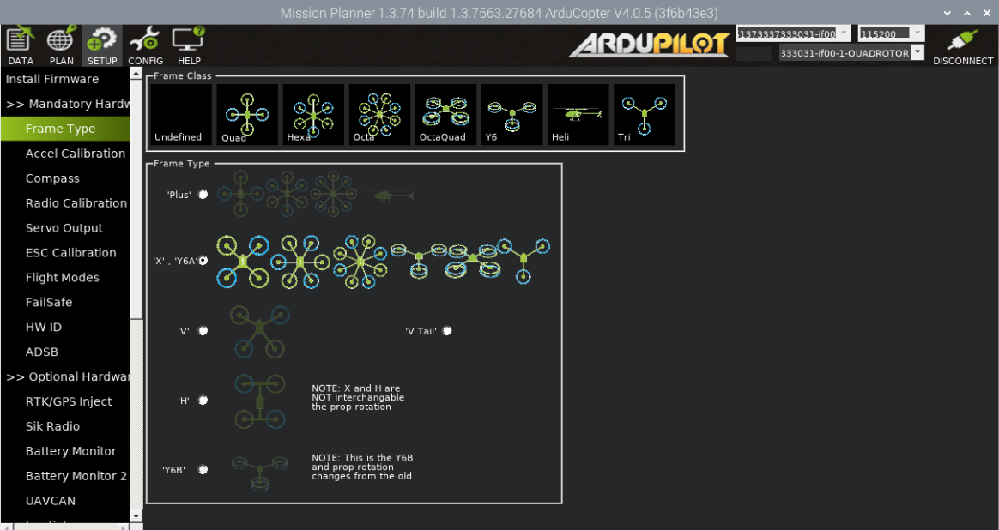 Mission Planner 1.3.74 build 1.3.7563.27684 ArduCopter V4.0.5 (3f6b43e3)
DATA PLAN SETUP CONFIG HELP
ARDUPILOT
1373337333031-if00 115200
333031-if00-1-QUADROTOR
DISCONNECT
Install Firmware
>> Mandatory Hardw
Frame Type
Accel Calibration
Compass
Radio Calibration
Servo Output
ESC Calibration
Flight Modes
FailSafe
HW ID
ADSB
>> Optional Hardwar
RTK/GPS Inject
Sik Radio
Battery Monitor
Battery Monitor 2
UAVCAN
Frame Class
Undefined Quad Hexa Octa OctaQuad Y6 Heli Tri
Frame Type
'Plus'
'X', 'Y6A'
'V' 'V Tail'
'H'
NOTE: X and H are
NOT interchangable
the prop rotation
'Y6B'
NOTE: This is the Y6B
and prop rotation
changes from the old